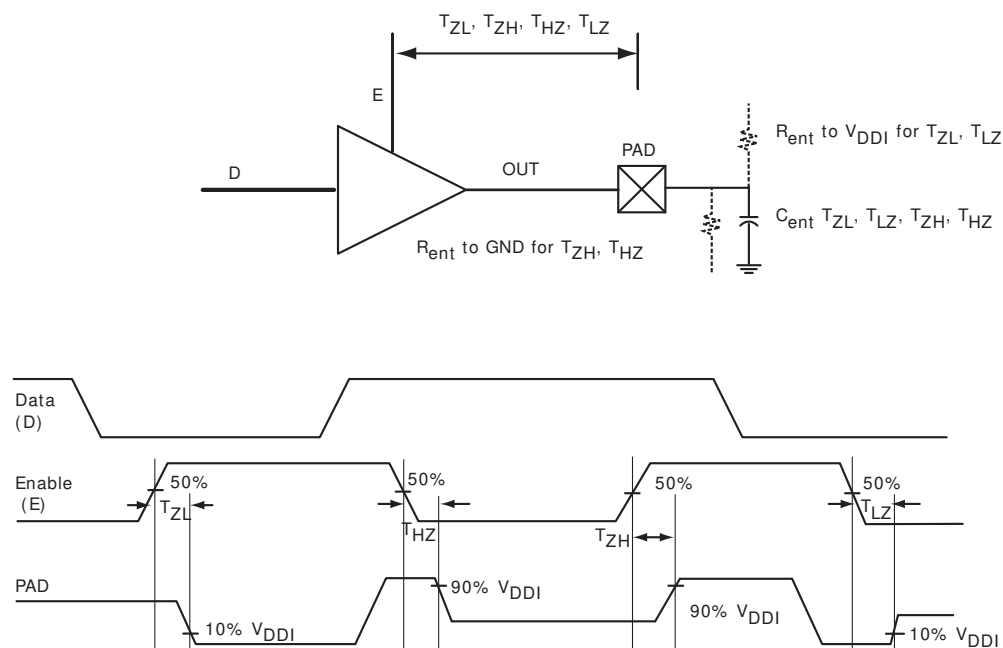 TZL, TZH, THZ, TLZ
E
D
OUT
PAD
Rent to VDDI for TZL, TLZ
Cent TZL, TLZ, TZH, THZ
Rent to GND for TZH, THZ
Data
(D)
Enable
(E)
50%
50%
50%
50%
TZL
THZ
TZH
TLZ
PAD
10% VDDI
90% VDDI
90% VDDI
10% VDDI